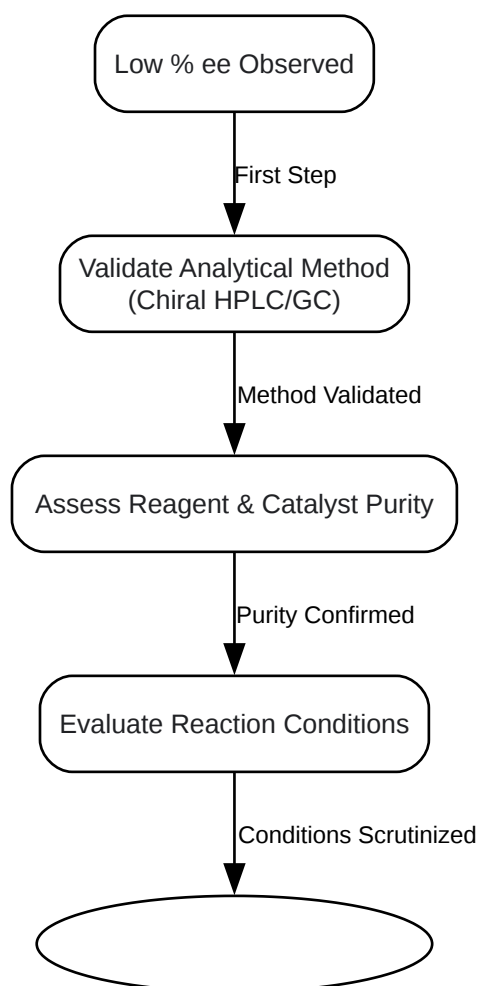 Low % ee Observed
First Step
Validate Analytical Method
(Chiral HPLC/GC)
Method Validated
Assess Reagent & Catalyst Purity
Purity Confirmed
Evaluate Reaction Conditions
Conditions Scrutinized